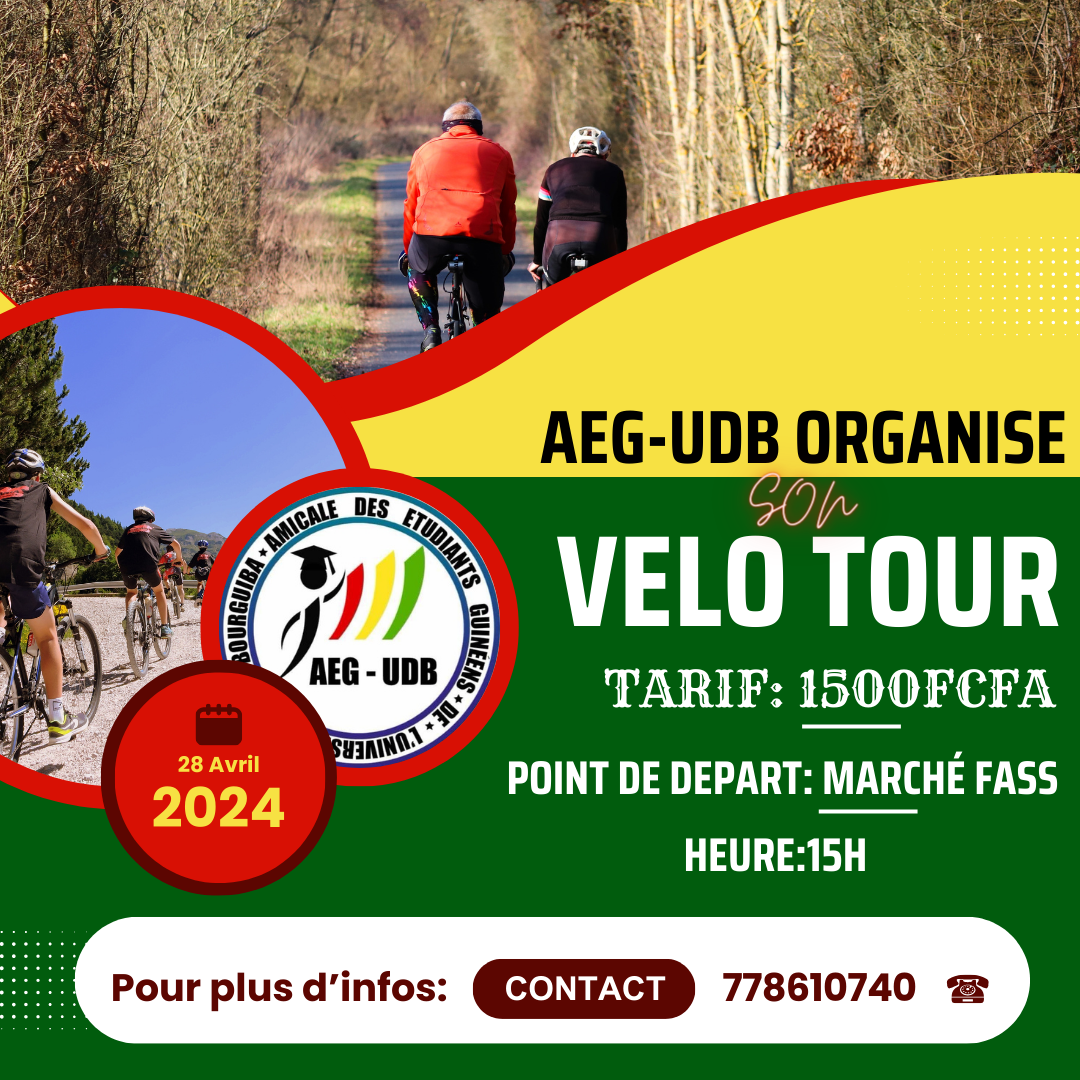 AEG-UDB ORGANISE
son
VELO TOUR
TARIF: 1500FCFA
POINT DE DEPART: MARCHÉ FASS
HEURE:15H
AMICALE DES ETUDIANTS GUINEENS DE L'UNIVERS
BOURGUIBA
AEG - UDB
28 Avril
2024
Pour plus d’infos: CONTACT 778610740